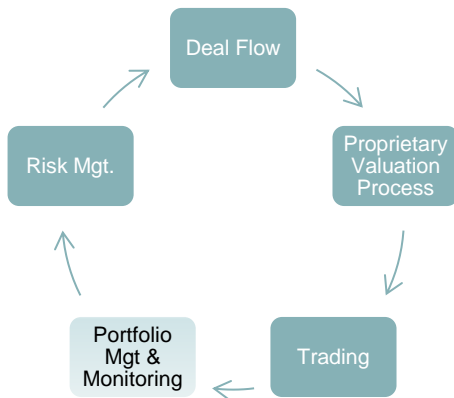 Deal Flow
Proprietary
Valuation
Process
Trading
Portfolio
Mgt &
Monitoring
Risk Mgt.